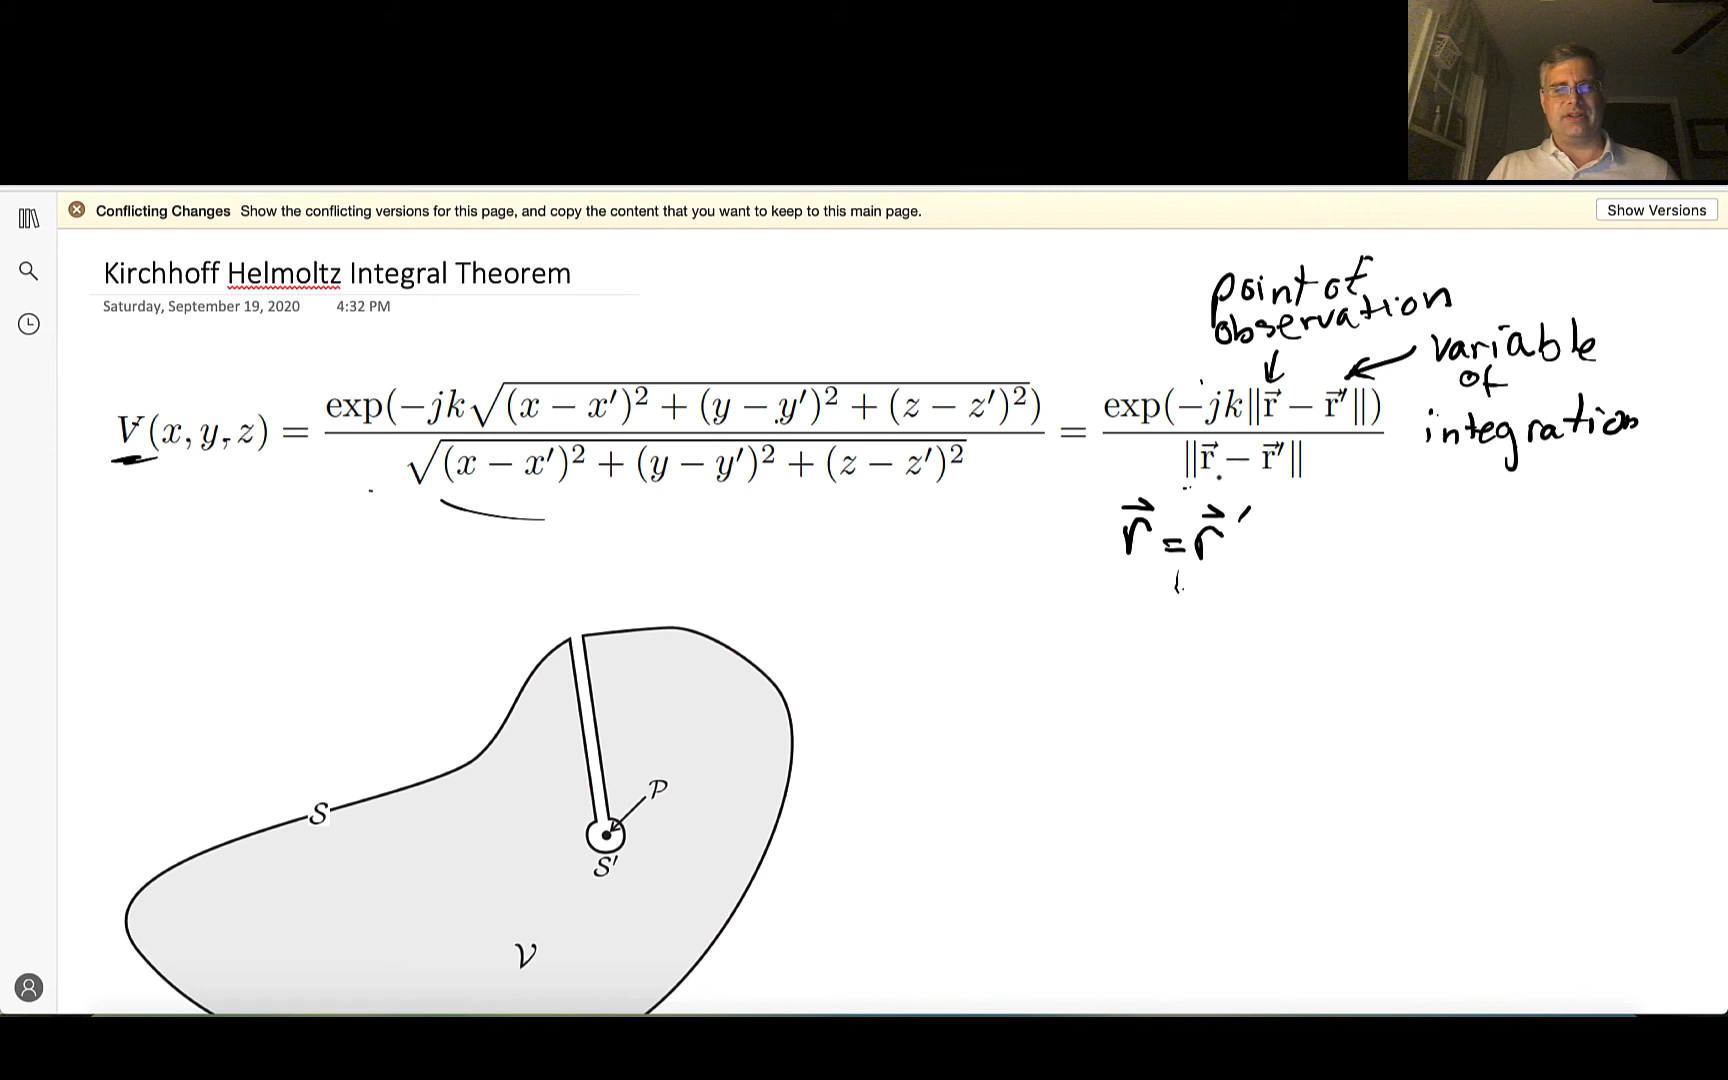 Conflicting Changes Show the conflicting versions for this page, and copy the content that you want to keep to this main page.
Show Versions
Kirchhoff Helmoltz Integral Theorem
Saturday, September 19, 2020 4:32 PM
point of
observation
variable
of
integration
V(x, y, z) = exp(−jk√(x − x′)² + (y − y′)² + (z − z′)²) / √(x − x′)² + (y − y′)² + (z − z′)² = exp(−jk‖r⃗ − r⃗′‖) / ‖r⃗ − r⃗′‖
r⃗ = r⃗′
P
S
S′
V